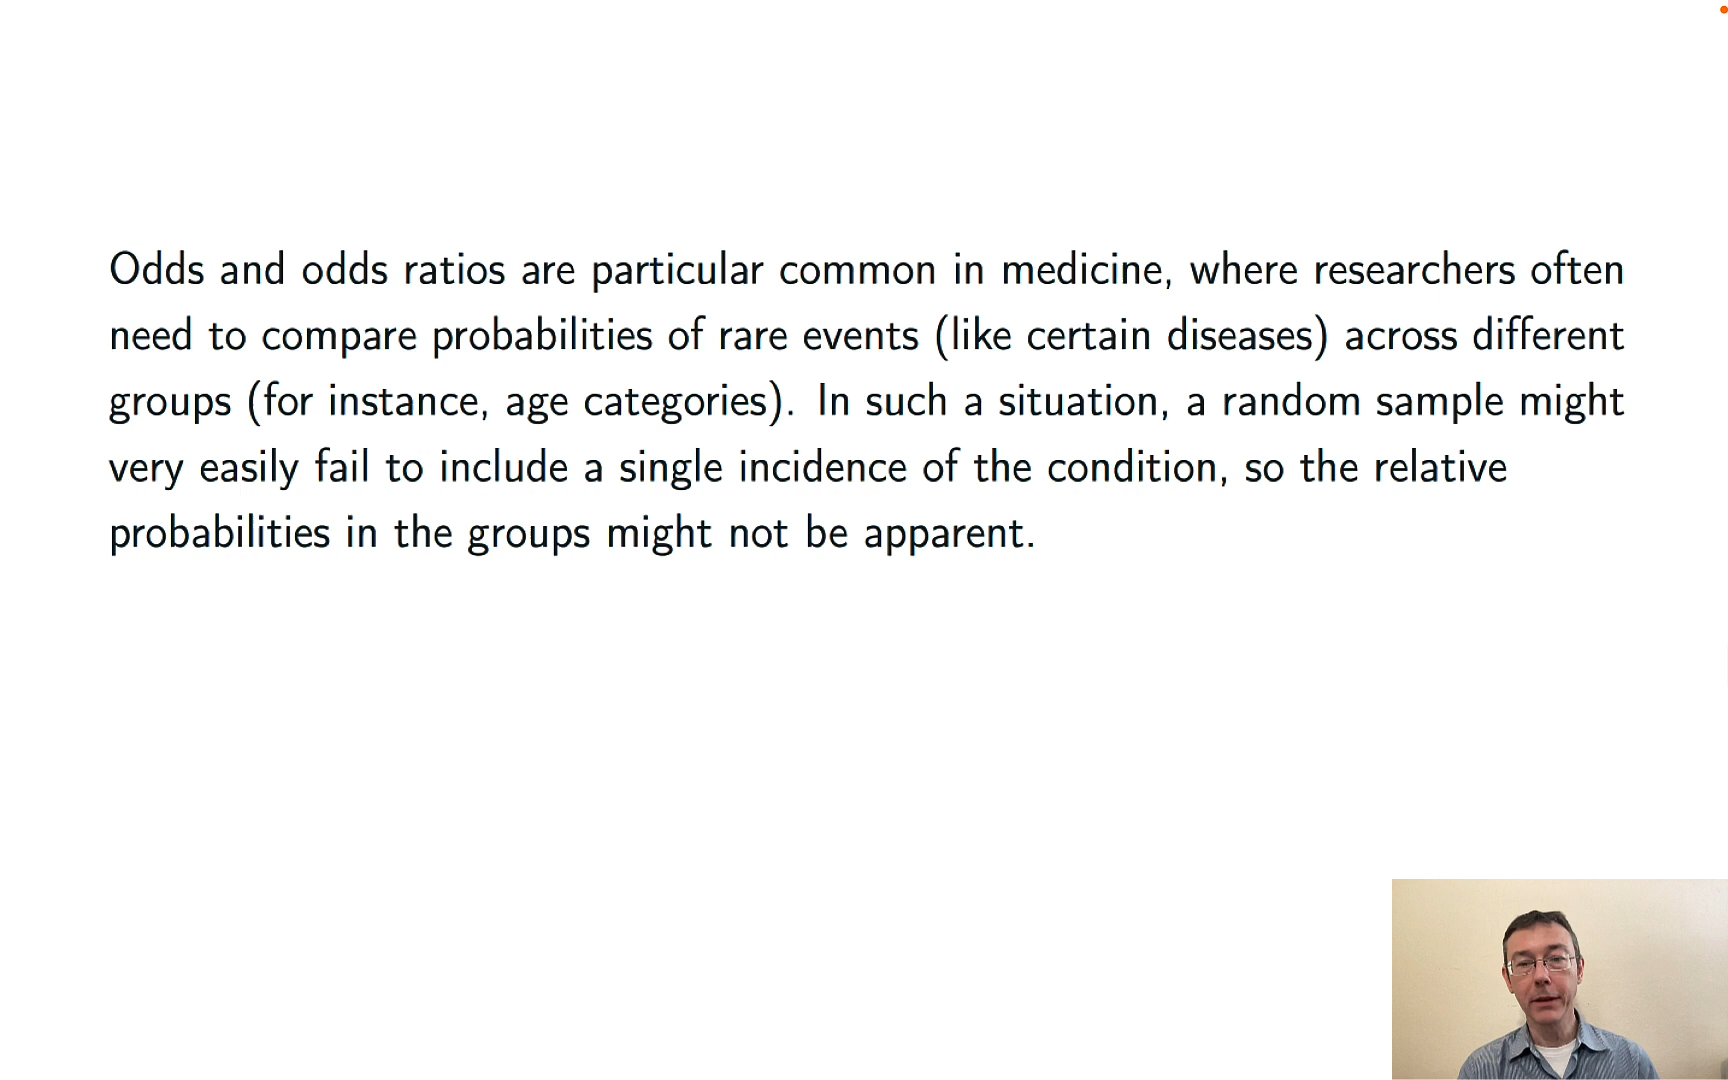 Odds and odds ratios are particular common in medicine, where researchers often
need to compare probabilities of rare events (like certain diseases) across different
groups (for instance, age categories). In such a situation, a random sample might
very easily fail to include a single incidence of the condition, so the relative
probabilities in the groups might not be apparent.